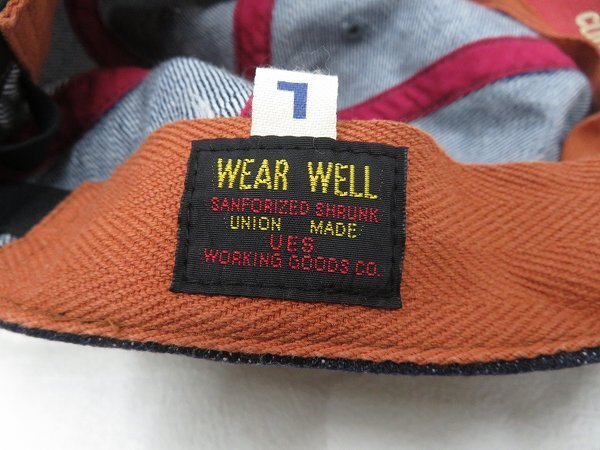 L
WEAR WELL
SANFORIZED SHRUNK
UNION MADE
UES
WORKING GOODS CO.